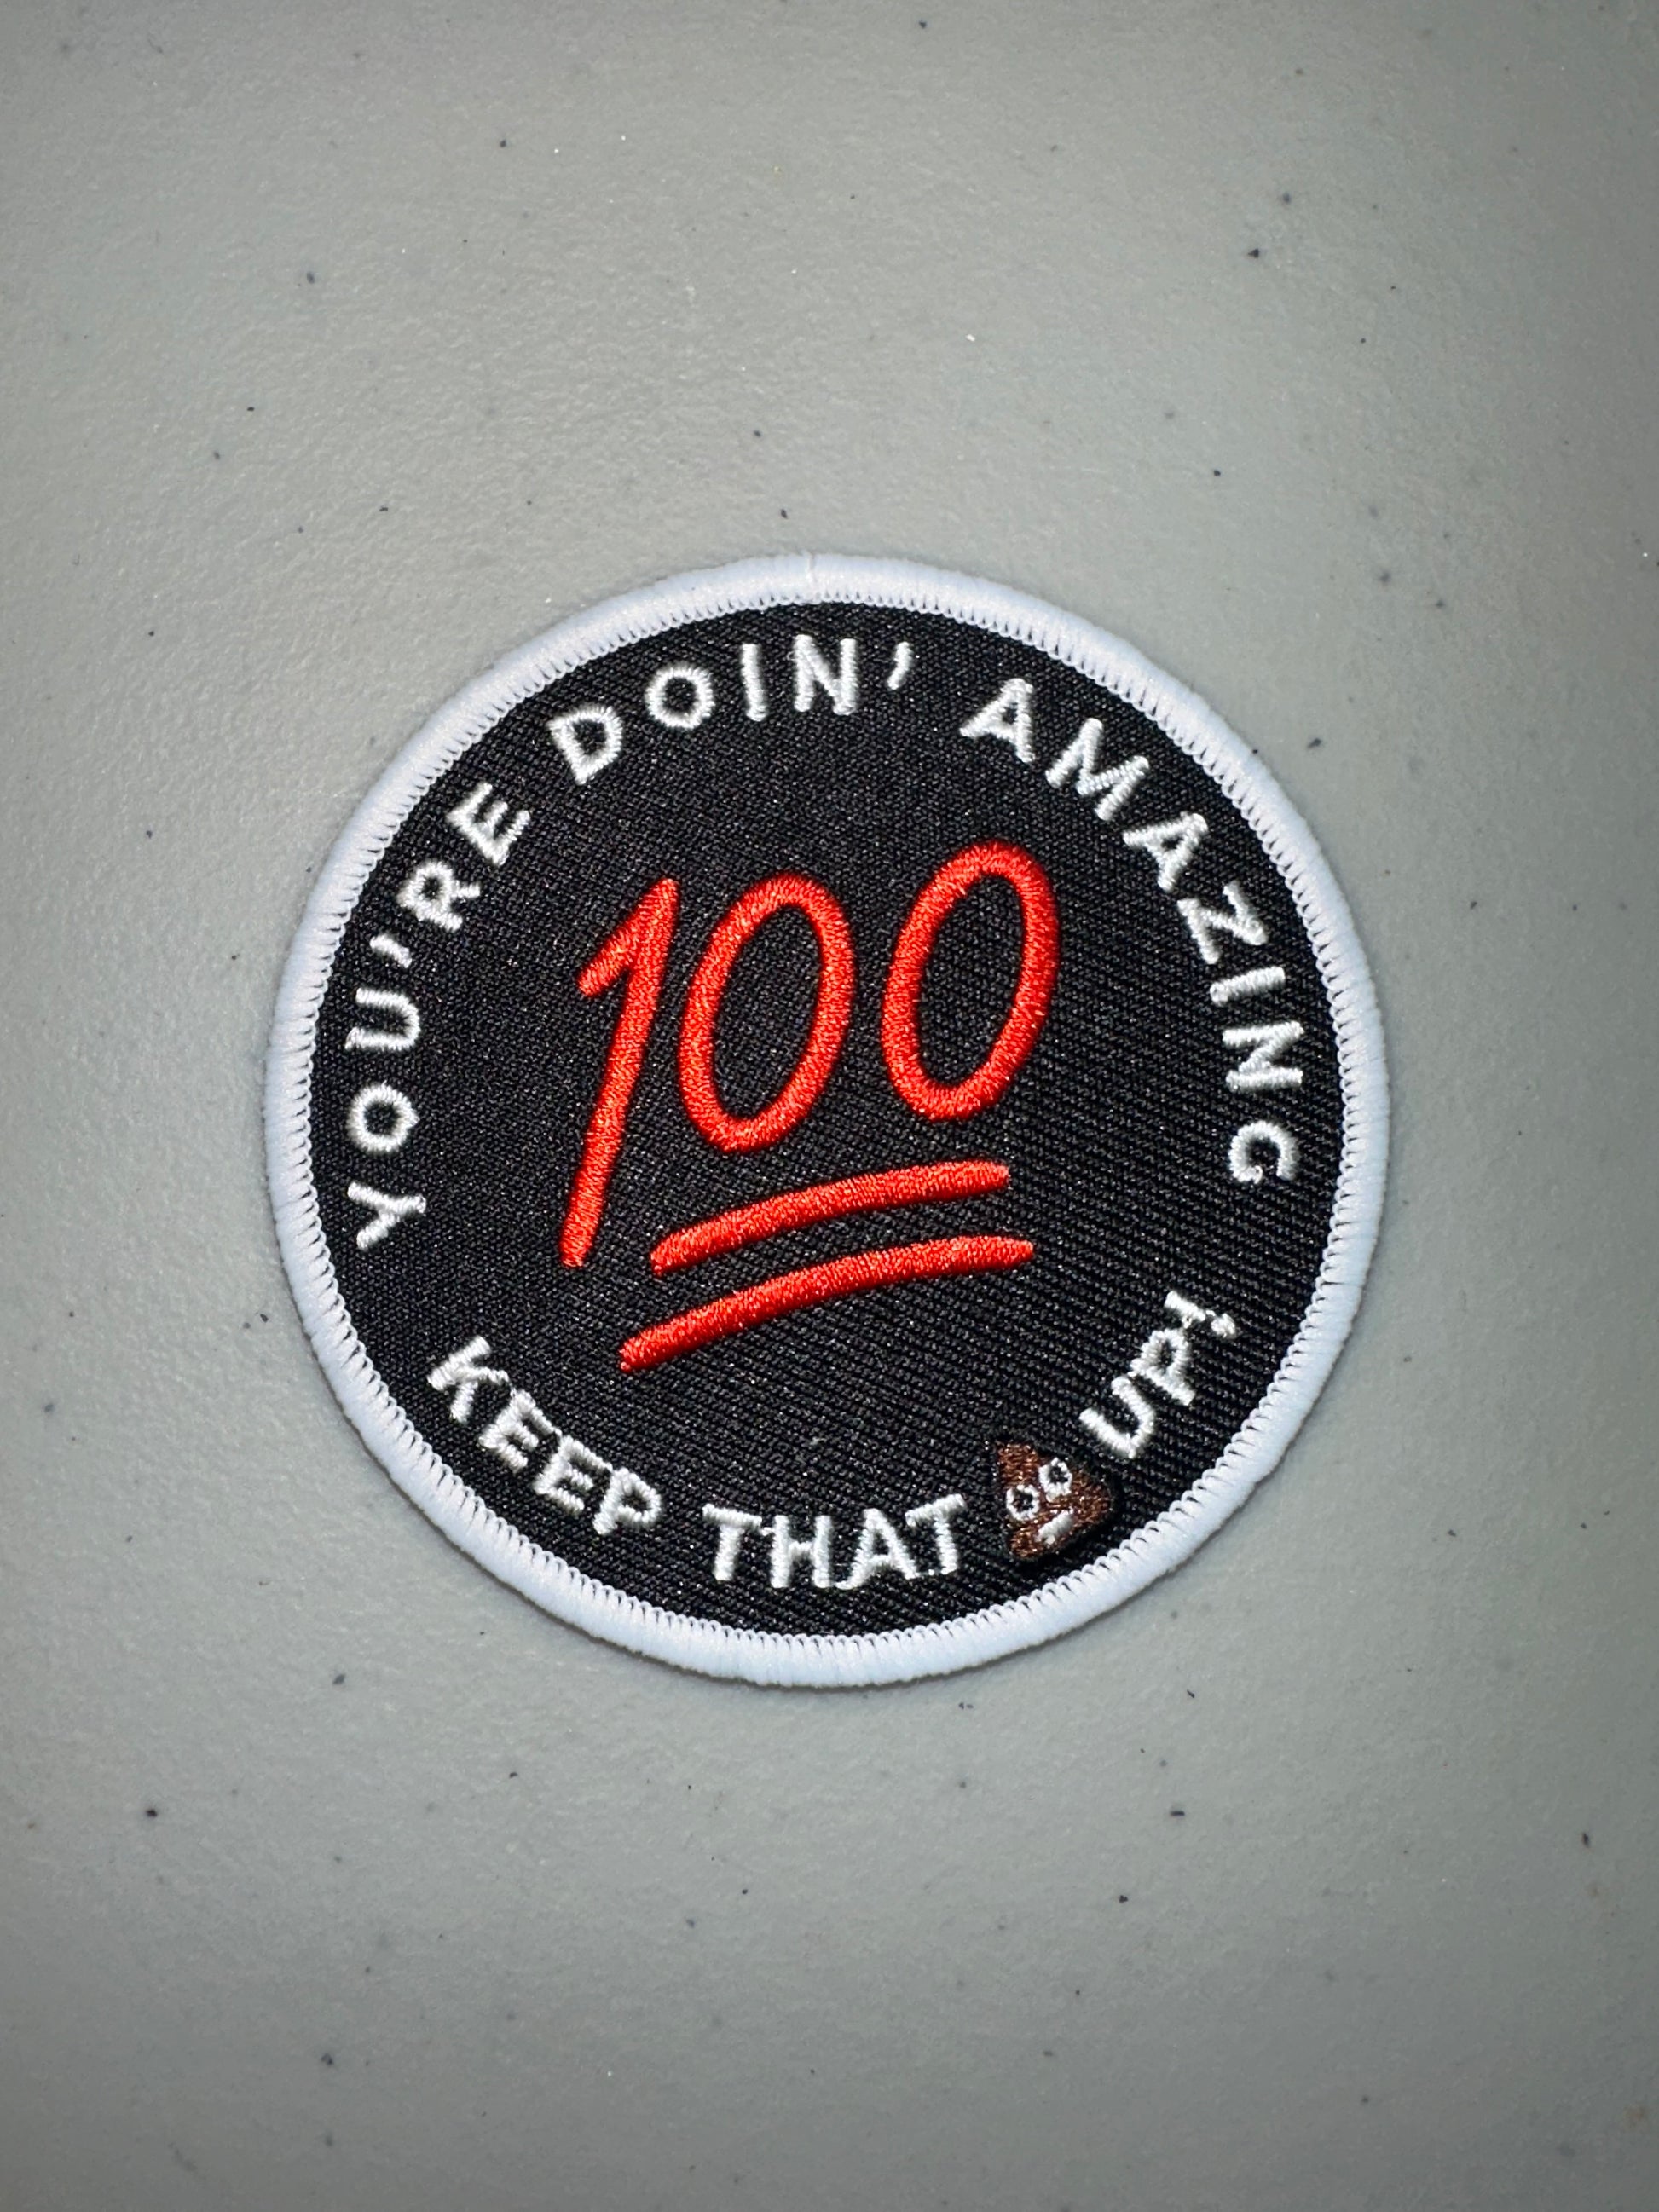 YOU'RE DOIN' AMAZING
100
KEEP THAT 💩 UP!